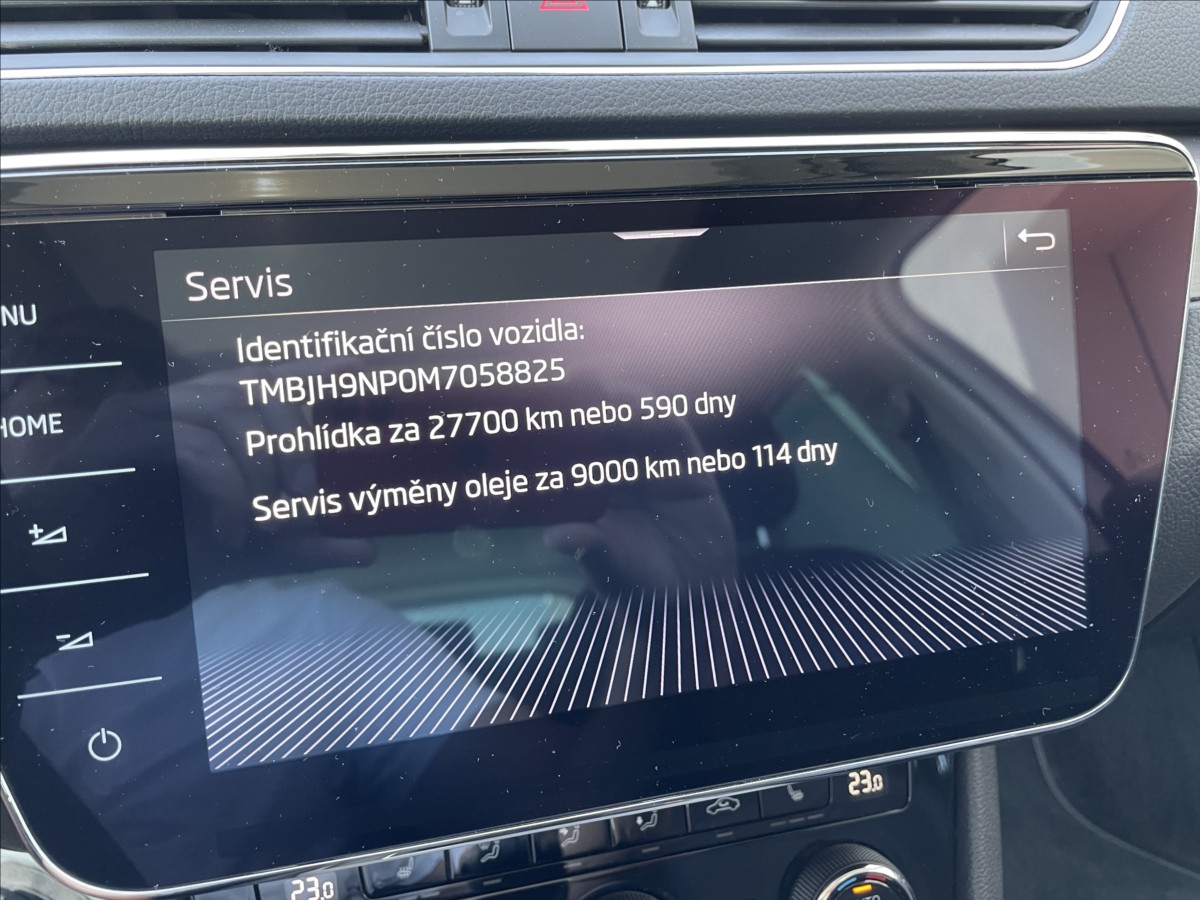 Servis
Identifikační číslo vozidla:
TMBJH9NP0M7058825
Prohlídka za 27700 km nebo 590 dny
Servis výměny oleje za 9000 km nebo 114 dny
NU
HOME
23.0
23.0